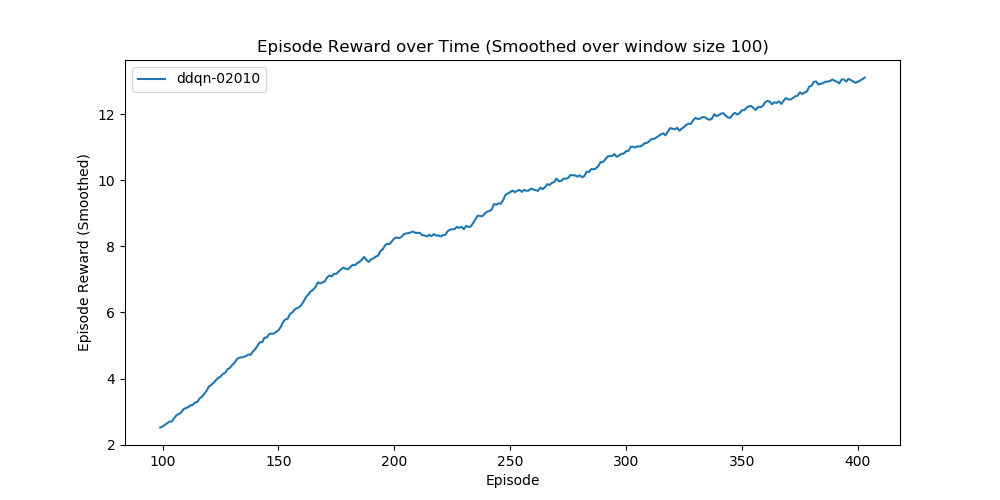 Episode Reward over Time (Smoothed over window size 100)
ddqn-02010
Episode Reward (Smoothed)
12
10
8
6
4
2
100 150 200 250 300 350 400
Episode